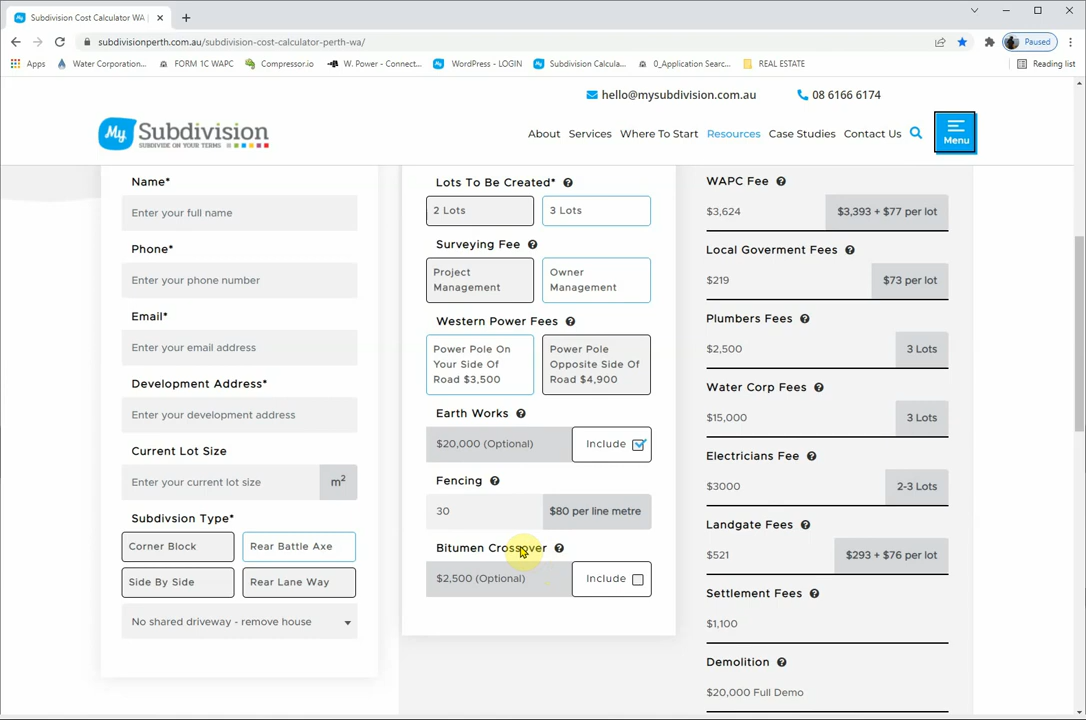 Subdivision Cost Calculator WA |
subdivisionperth.com.au/subdivision-cost-calculator-perth-wa/
Paused
Apps
Water Corporation...
FORM 1C WAPC
Compressor.io
W. Power - Connect...
WordPress - LOGIN
Subdivision Calcula...
0_Application Searc...
REAL ESTATE
Reading list
hello@mysubdivision.com.au
08 6166 6174
My Subdivision
SUBDIVIDE ON YOUR TERMS
About
Services
Where To Start
Resources
Case Studies
Contact Us
Menu
Name*
Enter your full name
Phone*
Enter your phone number
Email*
Enter your email address
Development Address*
Enter your development address
Current Lot Size
Enter your current lot size
m²
Subdivsion Type*
Corner Block
Rear Battle Axe
Side By Side
Rear Lane Way
No shared driveway - remove house
Lots To Be Created*
2 Lots
3 Lots
Surveying Fee
Project
Management
Owner
Management
Western Power Fees
Power Pole On
Your Side Of
Road $3,500
Power Pole
Opposite Side Of
Road $4,900
Earth Works
$20,000 (Optional)
Include
Fencing
30
$80 per line metre
Bitumen Crossover
$2,500 (Optional)
Include
WAPC Fee
$3,624
$3,393 + $77 per lot
Local Goverment Fees
$219
$73 per lot
Plumbers Fees
$2,500
3 Lots
Water Corp Fees
$15,000
3 Lots
Electricians Fee
$3000
2-3 Lots
Landgate Fees
$521
$293 + $76 per lot
Settlement Fees
$1,100
Demolition
$20,000 Full Demo